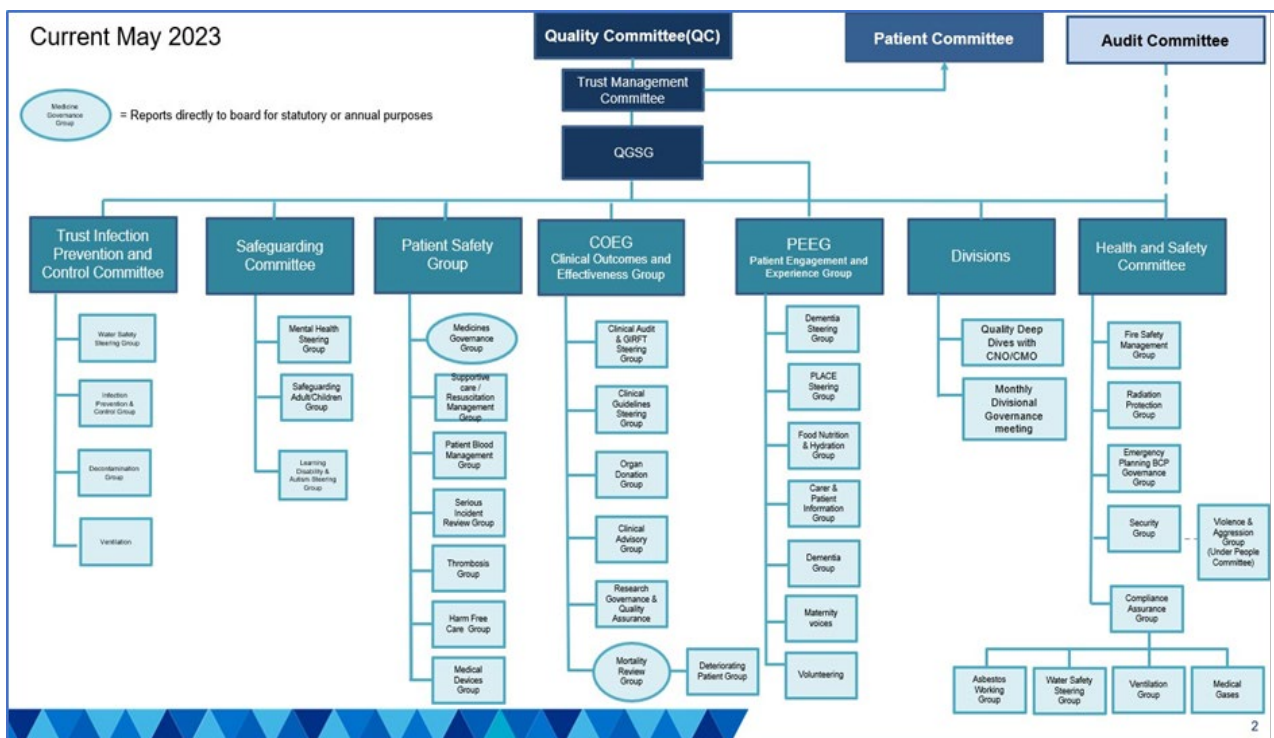 Current May 2023
Quality Committee(QC)
Patient Committee
Audit Committee
Trust Management
Committee
Medicine
Governance
Group
= Reports directly to board for statutory or annual purposes
QGSG
Trust Infection
Prevention and
Control Committee
Safeguarding
Committee
Patient Safety
Group
COEG
Clinical Outcomes and
Effectiveness Group
PEEG
Patient Engagement and
Experience Group
Divisions
Health and Safety
Committee
Water Safety
Steering Group
Infection
Prevention &
Control Group
Decontamination
Group
Ventilation
Mental Health
Steering
Group
Safeguarding
Adult/Children
Group
Learning
Disability &
Autism Steering
Group
Medicines
Governance
Group
Supportive
care /
Resuscitation
Management
Group
Patient Blood
Management
Group
Serious
Incident
Review Group
Thrombosis
Group
Harm Free
Care Group
Medical
Devices
Group
Clinical Audit
& GIRFT
Steering
Group
Clinical
Guidelines
Steering
Group
Organ
Donation
Group
Clinical
Advisory
Group
Research
Governance &
Quality
Assurance
Mortality
Review
Group
Deteriorating
Patient Group
Dementia
Steering
Group
PLACE
Steering
Group
Food Nutrition
& Hydration
Group
Carer &
Patient
Information
Group
Dementia
Group
Maternity
voices
Volunteering
Quality Deep
Dives with
CNO/CMO
Monthly
Divisional
Governance
meeting
Fire Safety
Management
Group
Radiation
Protection
Group
Emergency
Planning BCP
Governance
Group
Security
Group
Violence &
Aggression
Group
(Under People
Committee)
Compliance
Assurance
Group
Asbestos
Working
Group
Water Safety
Steering
Group
Ventilation
Group
Medical
Gases
2